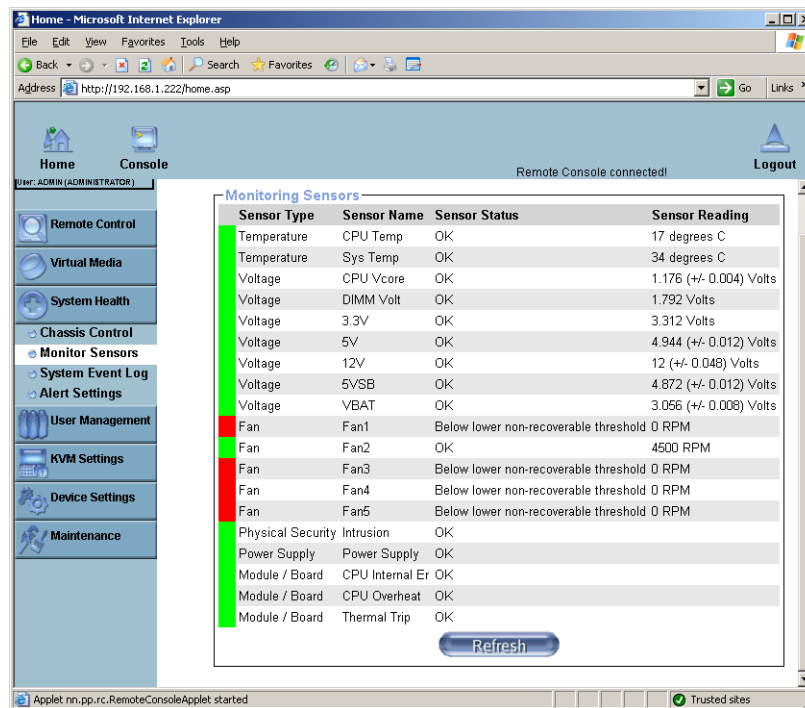 Home - Microsoft Internet Explorer
File Edit View Favorites Tools Help
Back Search Favorites
Address http://192.168.1.222/home.asp Go Links
Home Console Remote Console connected! Logout
User: ADMIN (ADMINISTRATOR)
Remote Control
Virtual Media
System Health
Chassis Control
Monitor Sensors
System Event Log
Alert Settings
User Management
KVM Settings
Device Settings
Maintenance
Monitoring Sensors
Sensor Type Sensor Name Sensor Status Sensor Reading
Temperature CPU Temp OK 17 degrees C
Temperature Sys Temp OK 34 degrees C
Voltage CPU Vcore OK 1.176 (+/- 0.004) Volts
Voltage DIMM Volt OK 1.792 Volts
Voltage 3.3V OK 3.312 Volts
Voltage 5V OK 4.944 (+/- 0.012) Volts
Voltage 12V OK 12 (+/- 0.048) Volts
Voltage 5VSB OK 4.872 (+/- 0.012) Volts
Voltage VBAT OK 3.056 (+/- 0.008) Volts
Fan Fan1 Below lower non-recoverable threshold 0 RPM
Fan Fan2 OK 4500 RPM
Fan Fan3 Below lower non-recoverable threshold 0 RPM
Fan Fan4 Below lower non-recoverable threshold 0 RPM
Fan Fan5 Below lower non-recoverable threshold 0 RPM
Physical Security Intrusion OK
Power Supply Power Supply OK
Module / Board CPU Internal Er OK
Module / Board CPU Overheat OK
Module / Board Thermal Trip OK
Refresh
Applet nn.pp.rc.RemoteConsoleApplet started Trusted sites